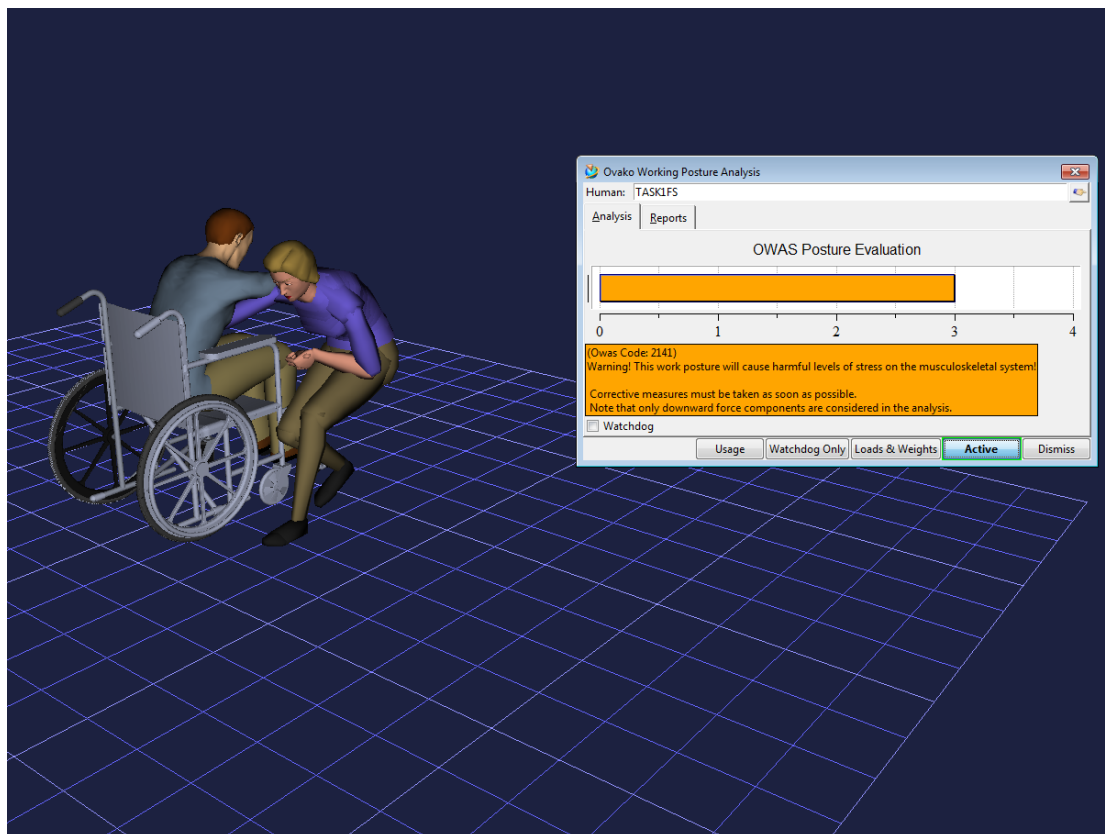 Ovako Working Posture Analysis
Human: TASK1FS
Analysis Reports
OWAS Posture Evaluation
0 1 2 3 4
(Owas Code: 2141)
Warning! This work posture will cause harmful levels of stress on the musculoskeletal system!
Corrective measures must be taken as soon as possible.
Note that only downward force components are considered in the analysis.
Watchdog
Usage Watchdog Only Loads & Weights Active Dismiss